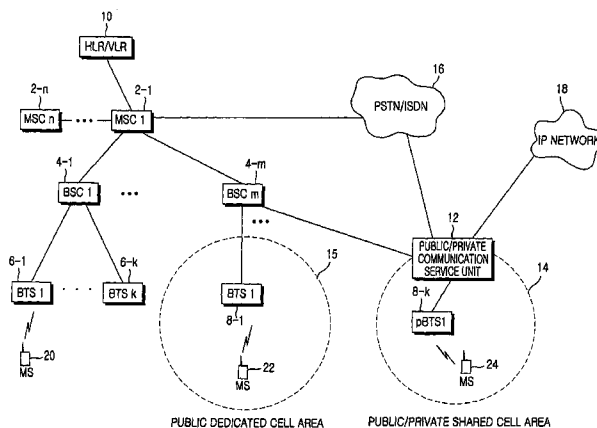 10
HLR/VLR
2-n
MSC n
2-1
MSC 1
16
PSTN/ISDN
18
IP NETWORK
4-1
BSC 1
4-m
BSC m
12
PUBLIC/PRIVATE
COMMUNICATION
SERVICE UNIT
6-1
BTS 1
6-k
BTS k
15
BTS 1
8-1
14
8-k
pBTS1
20
MS
22
MS
24
MS
PUBLIC DEDICATED CELL AREA
PUBLIC/PRIVATE SHARED CELL AREA